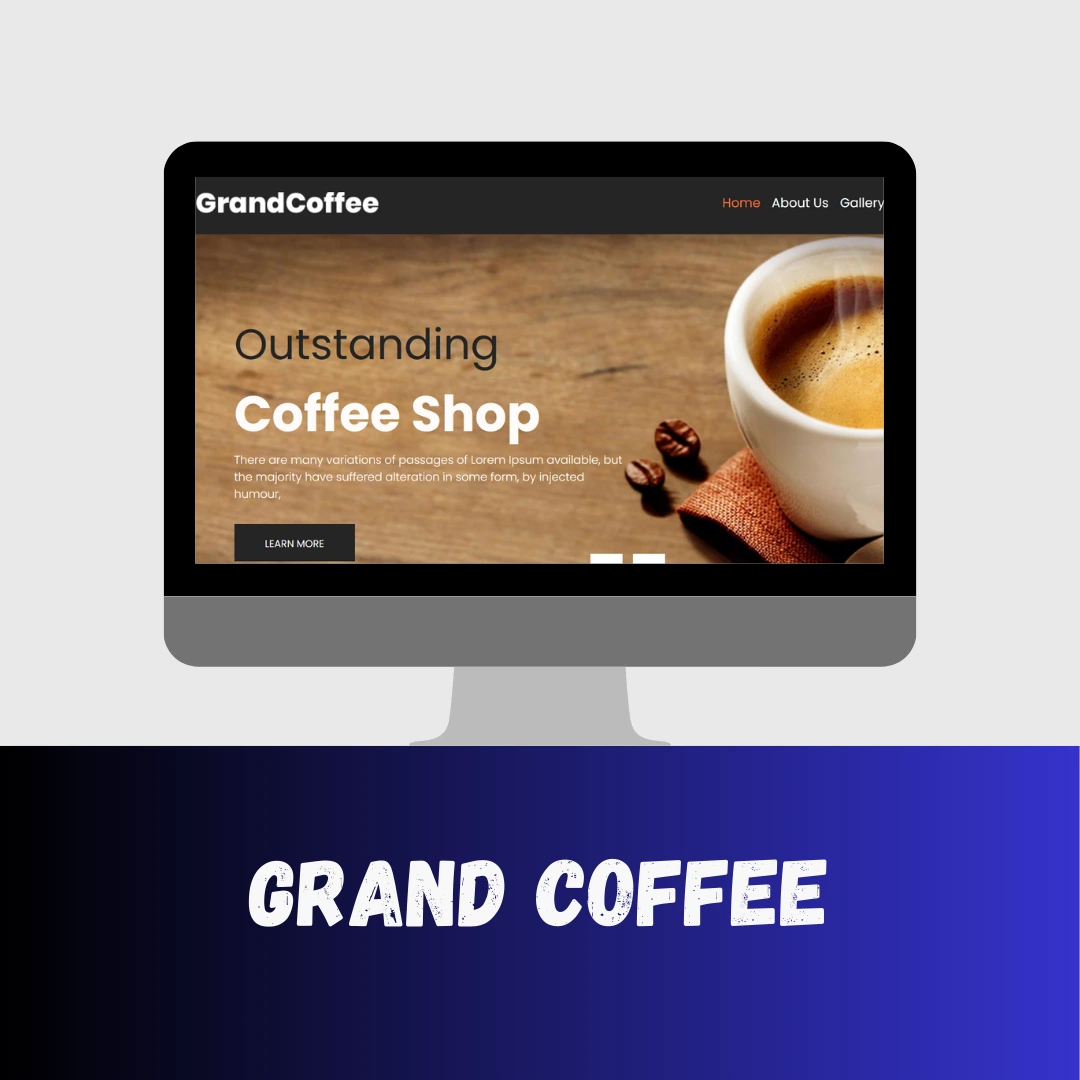 GrandCoffee
Home About Us Gallery
Outstanding
Coffee Shop
There are many variations of passages of Lorem Ipsum available, but
the majority have suffered alteration in some form, by injected
humour,
LEARN MORE
GRAND COFFEE